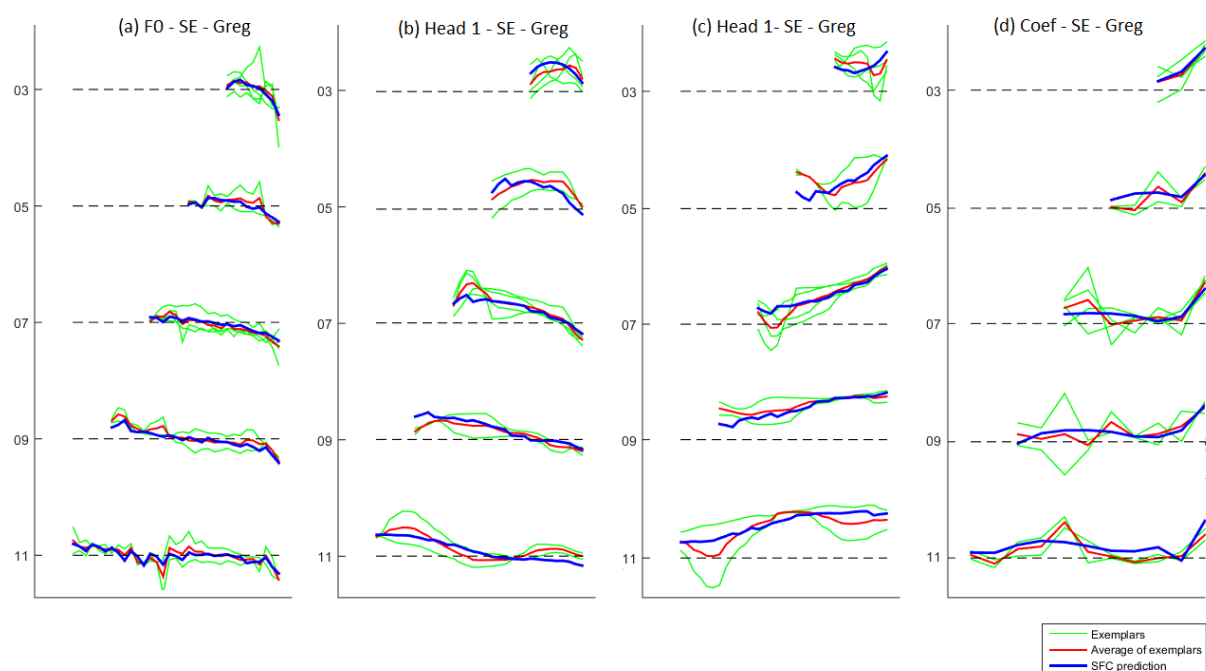 (a) F0 - SE - Greg
(b) Head 1 - SE - Greg
(c) Head 1- SE - Greg
(d) Coef - SE - Greg
03
05
07
09
11
03
05
07
09
11
03
05
07
09
11
03
05
07
09
11
Exemplars
Average of exemplars
SFC prediction